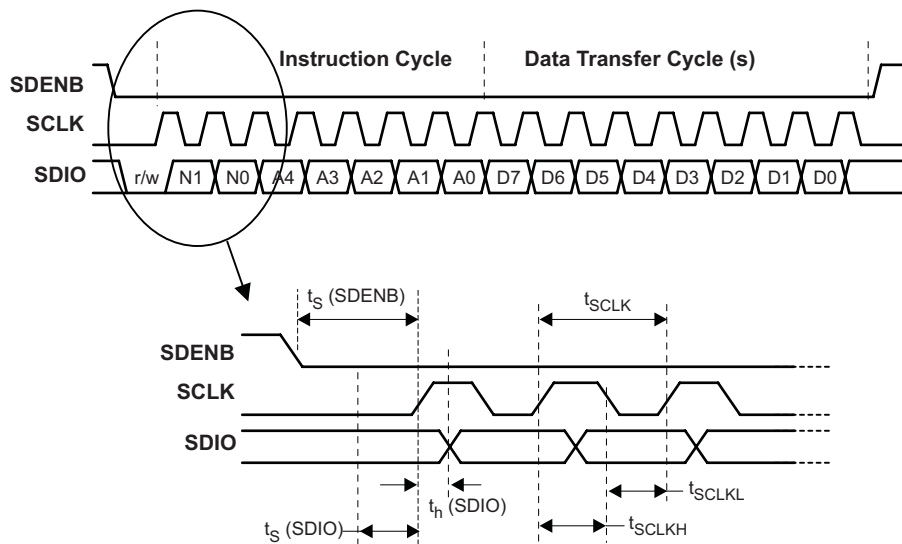 Instruction Cycle Data Transfer Cycle (s)
SDENB
SCLK
SDIO r/w N1 N0 A4 A3 A2 A1 A0 D7 D6 D5 D4 D3 D2 D1 D0
tS (SDENB) tSCLK
SDENB
SCLK
SDIO
th (SDIO) tSCLKL
tS (SDIO) tSCLKH